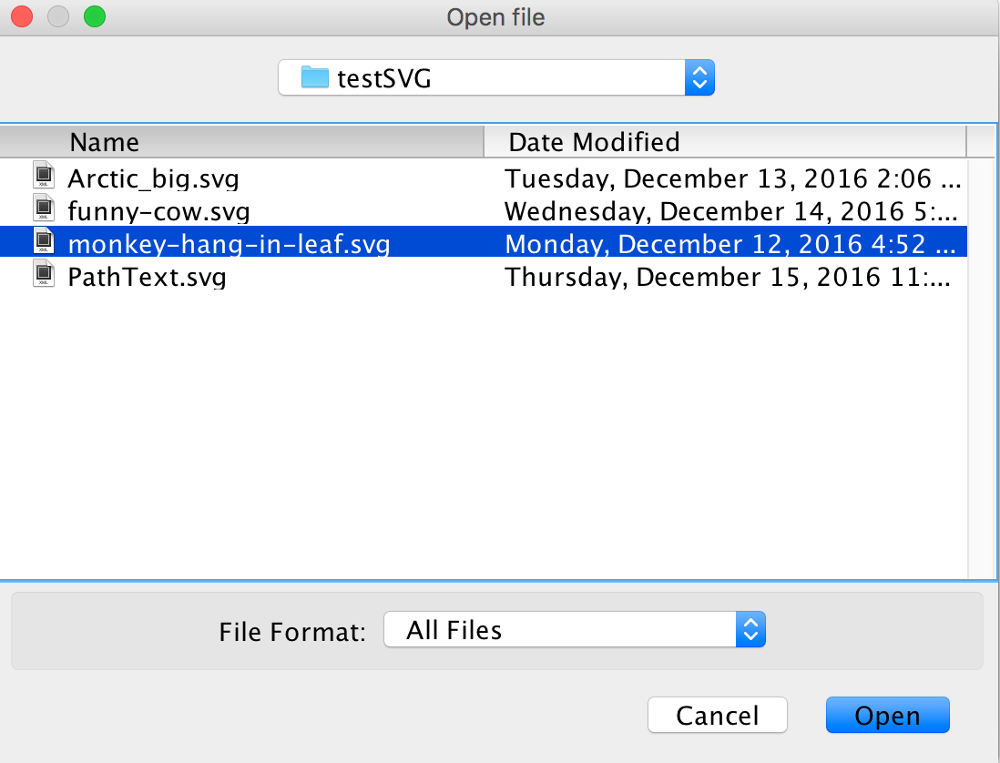 Open file
testSVG
Name Date Modified
Arctic_big.svg Tuesday, December 13, 2016 2:06 ...
funny-cow.svg Wednesday, December 14, 2016 5:...
monkey-hang-in-leaf.svg Monday, December 12, 2016 4:52 ...
PathText.svg Thursday, December 15, 2016 11:...
File Format: All Files
Cancel Open